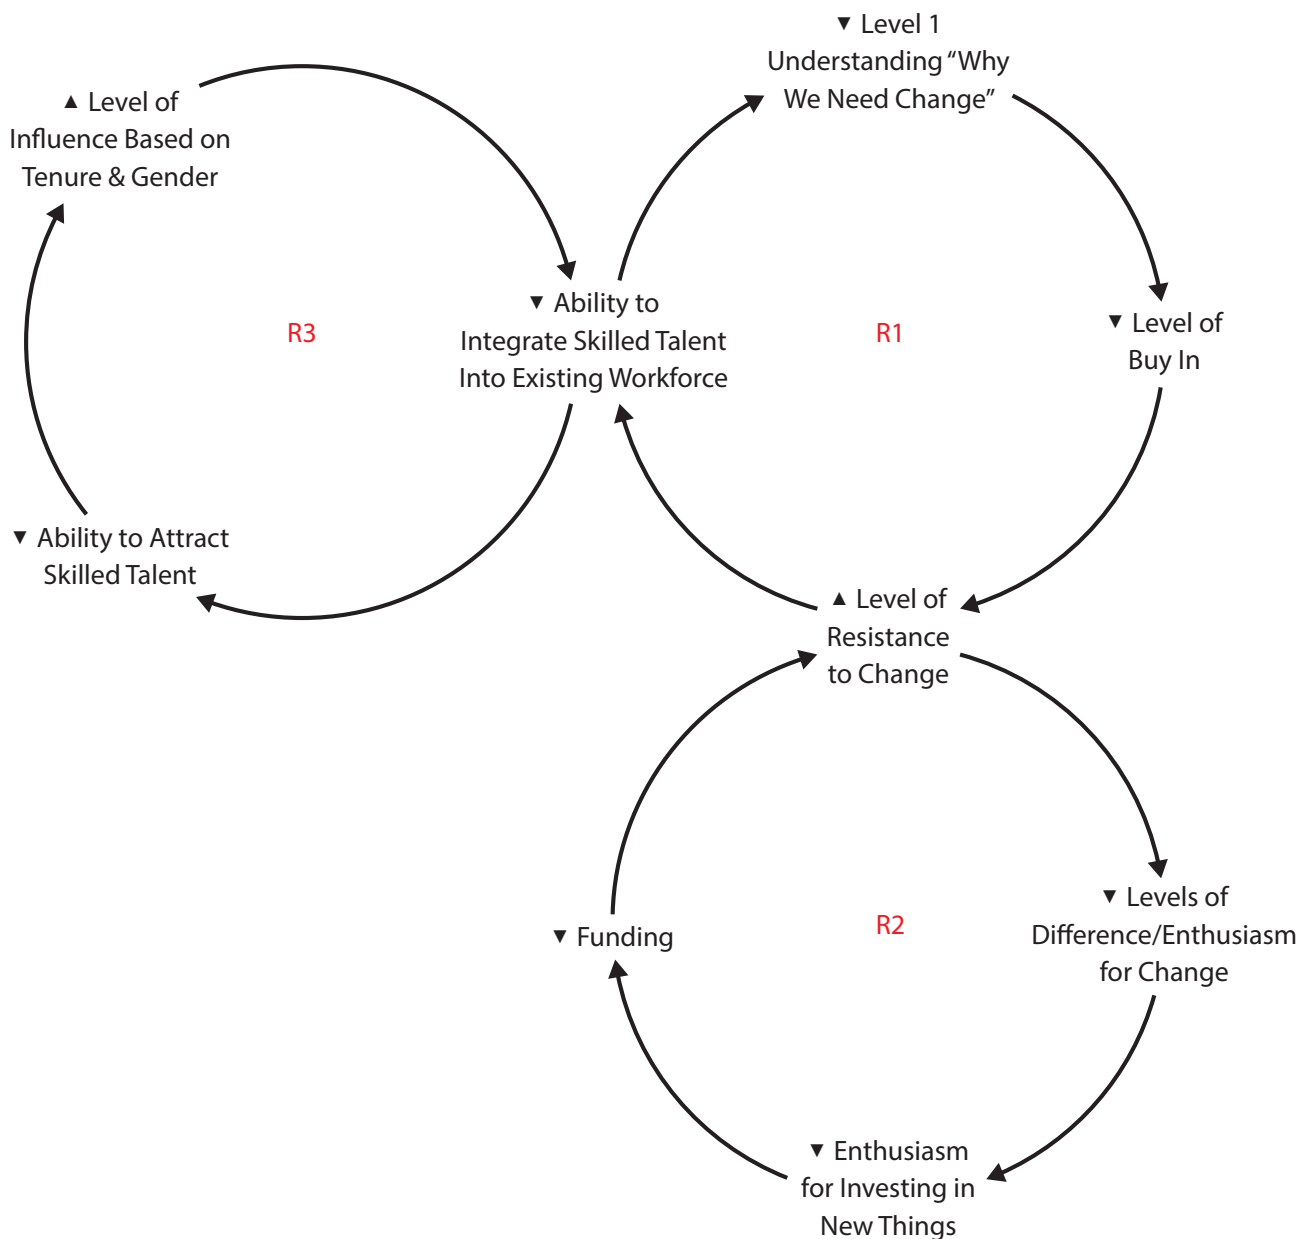 ▼ Level 1
Understanding “Why
We Need Change”
▲ Level of
Influence Based on
Tenure & Gender
▼ Ability to
Integrate Skilled Talent
Into Existing Workforce
R3
R1
▼ Level of
Buy In
▼ Ability to Attract
Skilled Talent
▲ Level of
Resistance
to Change
▼ Levels of
Difference/Enthusiasm
for Change
R2
▼ Funding
▼ Enthusiasm
for Investing in
New Things